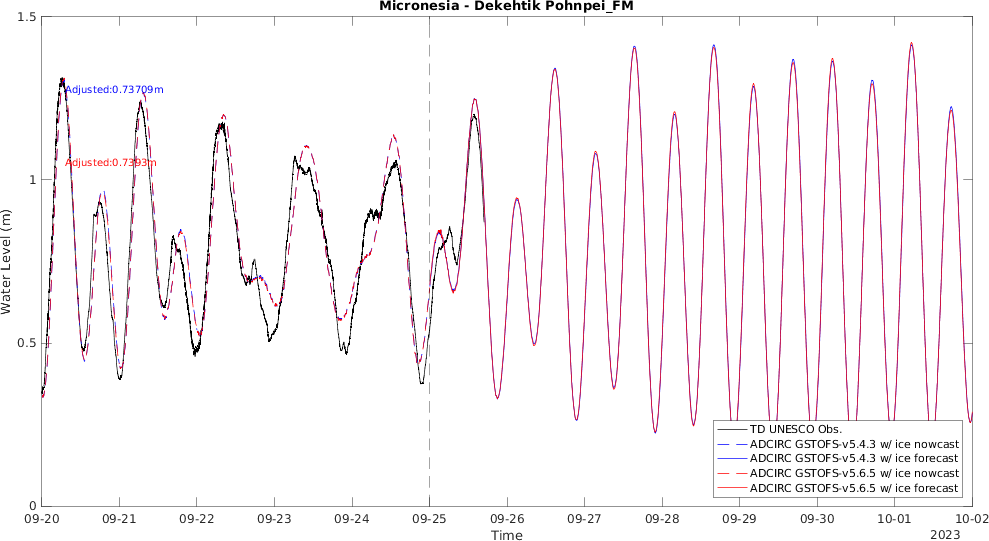 Micronesia - Dekehtik Pohnpei_FM
1.5
Adjusted:0.73709m
Adjusted:0.7393m
1
Water Level (m)
0.5
TD UNESCO Obs.
ADCIRC GSTOFS-v5.4.3 w/ ice nowcast
ADCIRC GSTOFS-v5.4.3 w/ ice forecast
ADCIRC GSTOFS-v5.6.5 w/ ice nowcast
ADCIRC GSTOFS-v5.6.5 w/ ice forecast
0
09-20 09-21 09-22 09-23 09-24 09-25 09-26 09-27 09-28 09-29 09-30 10-01 10-02
Time 2023